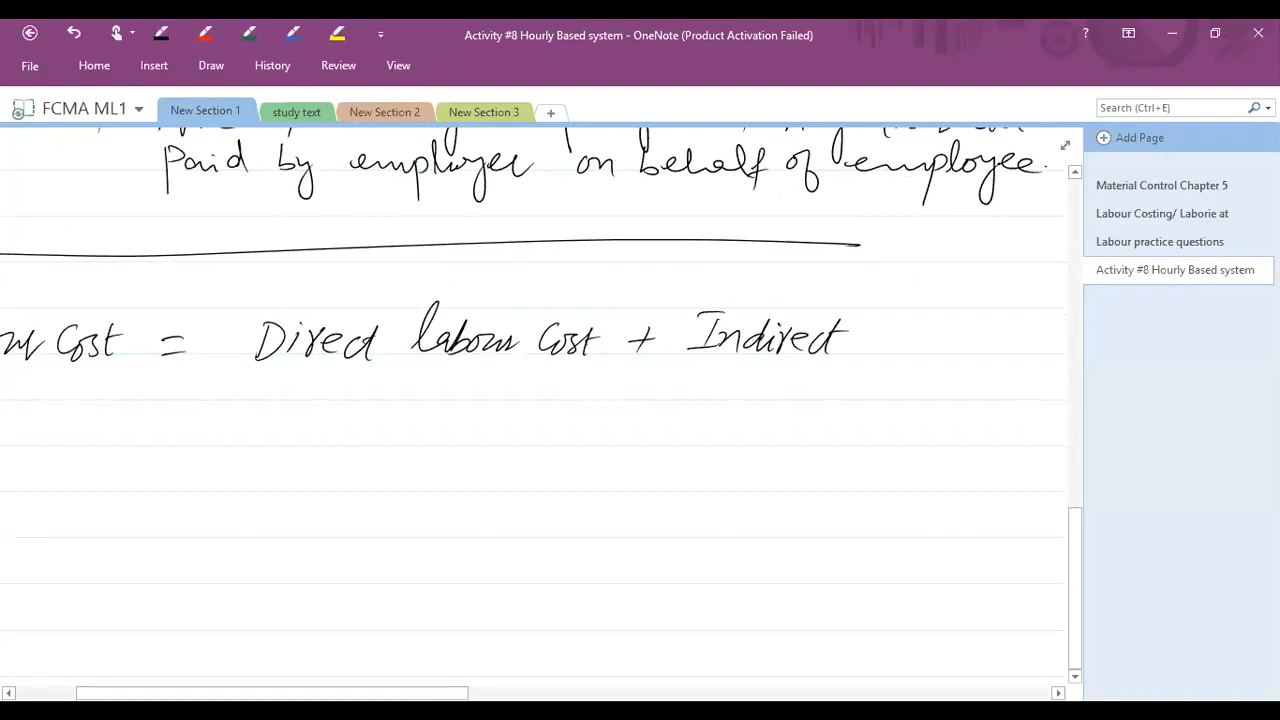 Activity #8 Hourly Based system - OneNote (Product Activation Failed)
?
File Home Insert Draw History Review View
FCMA ML1 New Section 1 study text New Section 2 New Section 3
Search (Ctrl+E)
Add Page
paid by employer on behalf of employee.
Material Control Chapter 5
Labour Costing/ Laborie at
Labour practice questions
Activity #8 Hourly Based system
Cost = Direct labour Cost + Indirect